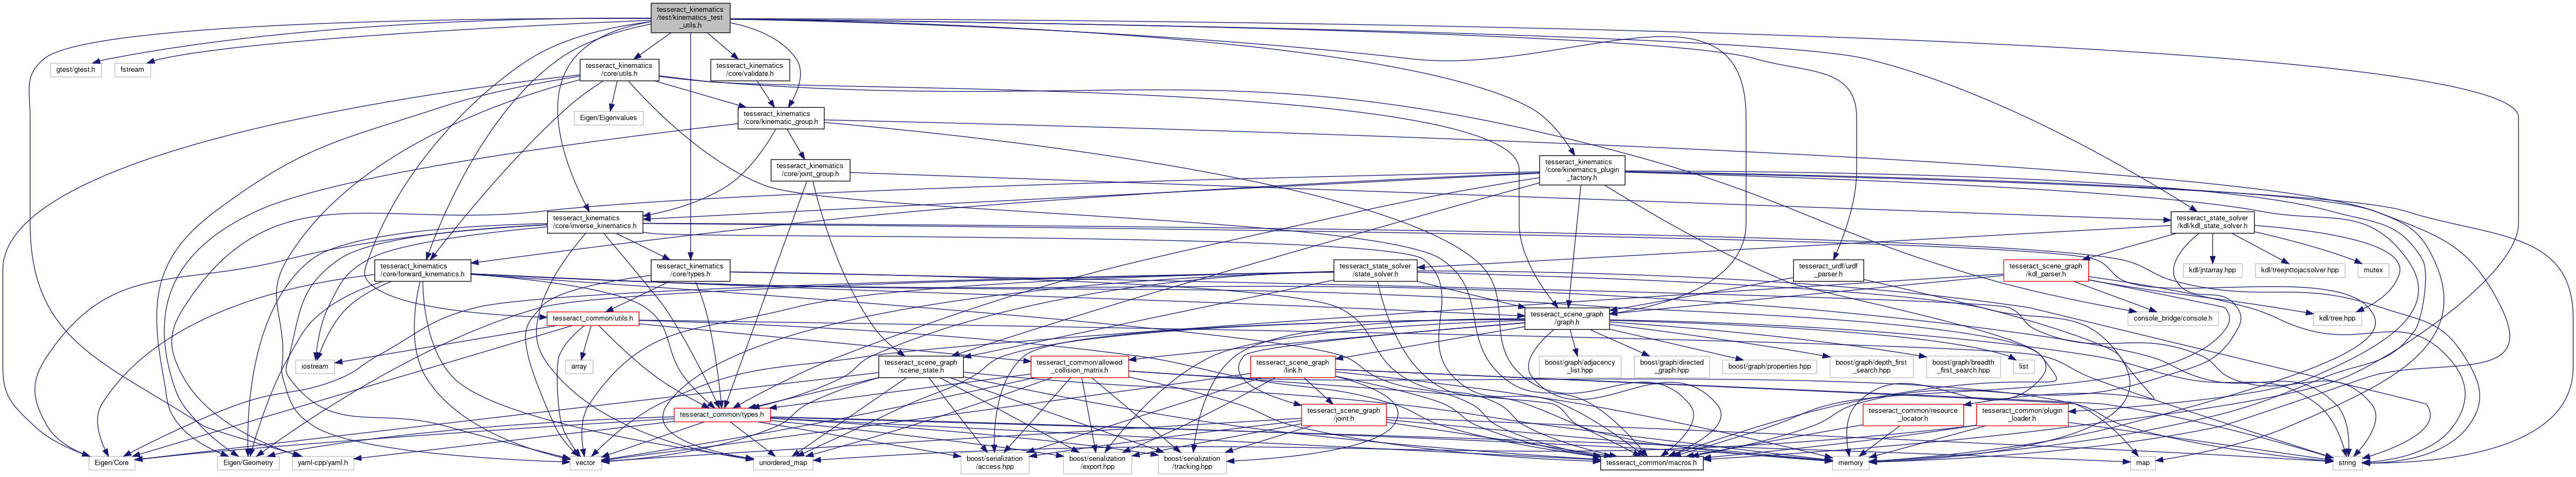 tesseract_kinematics
/test/kinematics_test
_utils.h
gtest/gtest.h
fstream
tesseract_kinematics
/core/utils.h
tesseract_kinematics
/core/validate.h
Eigen/Eigenvalues
tesseract_kinematics
/core/kinematic_group.h
tesseract_kinematics
/core/joint_group.h
tesseract_kinematics
/core/kinematics_plugin
_factory.h
tesseract_kinematics
/core/inverse_kinematics.h
tesseract_state_solver
/kdl/kdl_state_solver.h
tesseract_kinematics
/core/forward_kinematics.h
tesseract_kinematics
/core/types.h
tesseract_state_solver
/state_solver.h
tesseract_urdf/urdf
_parser.h
tesseract_scene_graph
/kdl_parser.h
kdl/jntarray.hpp
kdl/treejnttojacsolver.hpp
mutex
tesseract_common/utils.h
tesseract_scene_graph
/graph.h
console_bridge/console.h
kdl/tree.hpp
iostream
array
tesseract_scene_graph
/scene_state.h
tesseract_common/allowed
_collision_matrix.h
tesseract_scene_graph
/link.h
boost/graph/adjacency
_list.hpp
boost/graph/directed
_graph.hpp
boost/graph/properties.hpp
boost/graph/depth_first
_search.hpp
boost/graph/breadth
_first_search.hpp
list
tesseract_common/types.h
tesseract_scene_graph
/joint.h
tesseract_common/resource
_locator.h
tesseract_common/plugin
_loader.h
Eigen/Core
Eigen/Geometry
yaml-cpp/yaml.h
vector
unordered_map
boost/serialization
/access.hpp
boost/serialization
/export.hpp
boost/serialization
/tracking.hpp
tesseract_common/macros.h
memory
map
string